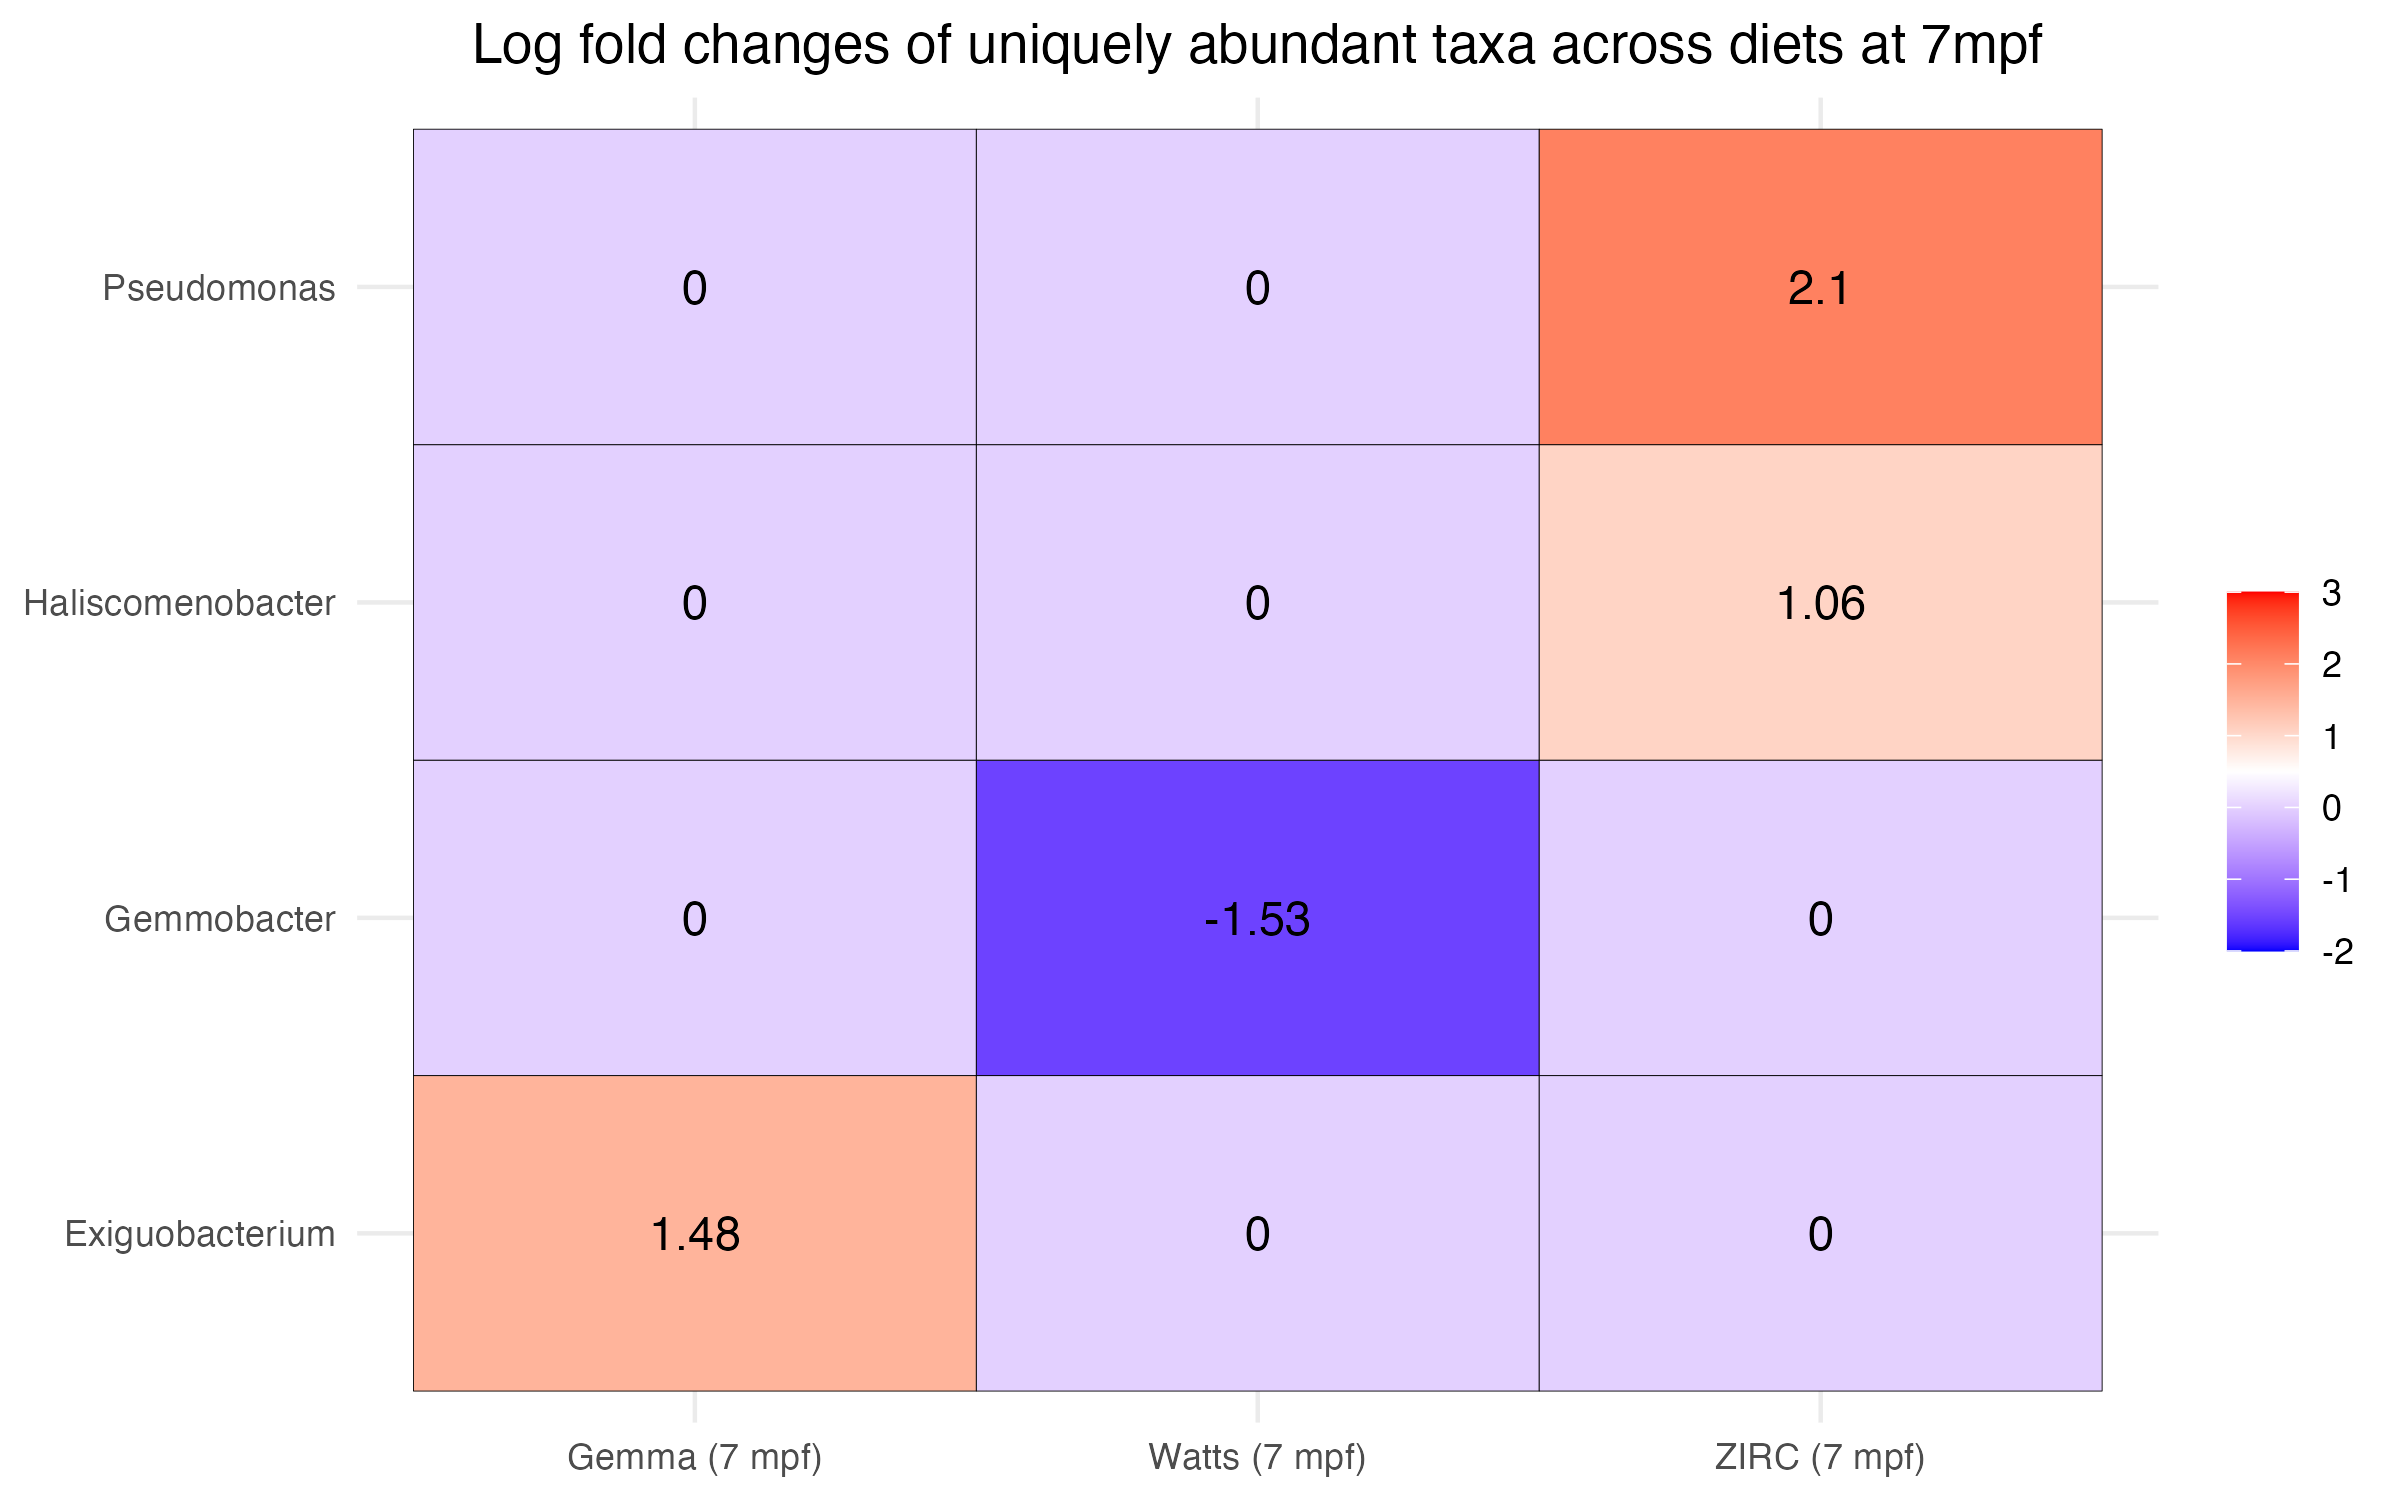 Log fold changes of uniquely abundant taxa across diets at 7mpf
Pseudomonas
0
0
2.1
Haliscomenobacter
0
0
1.06
Gemmobacter
0
-1.53
0
Exiguobacterium
1.48
0
0
Gemma (7 mpf)
Watts (7 mpf)
ZIRC (7 mpf)
3
2
1
0
-1
-2